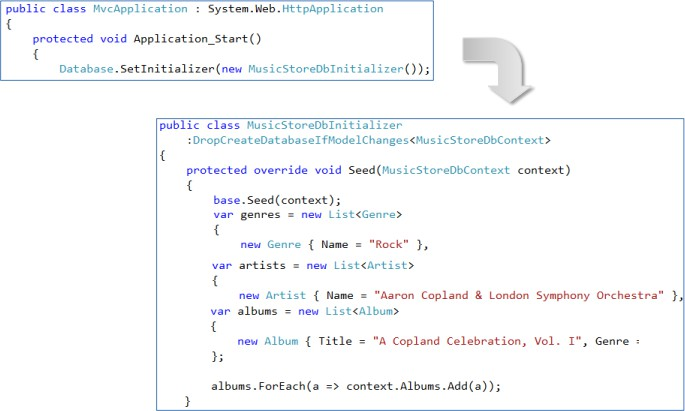 public class MvcApplication : System.Web.HttpApplication
{
protected void Application_Start()
{
Database.SetInitializer(new MusicStoreDbInitializer());
public class MusicStoreDbInitializer
:DropCreateDatabaseIfModelChanges<MusicStoreDbContext>
{
protected override void Seed(MusicStoreDbContext context)
{
base.Seed(context);
var genres = new List<Genre>
{
new Genre { Name = "Rock" },
var artists = new List<Artist>
{
new Artist { Name = "Aaron Copland & London Symphony Orchestra" },
var albums = new List<Album>
{
new Album { Title = "A Copland Celebration, Vol. I", Genre =
};
albums.ForEach(a => context.Albums.Add(a));
}